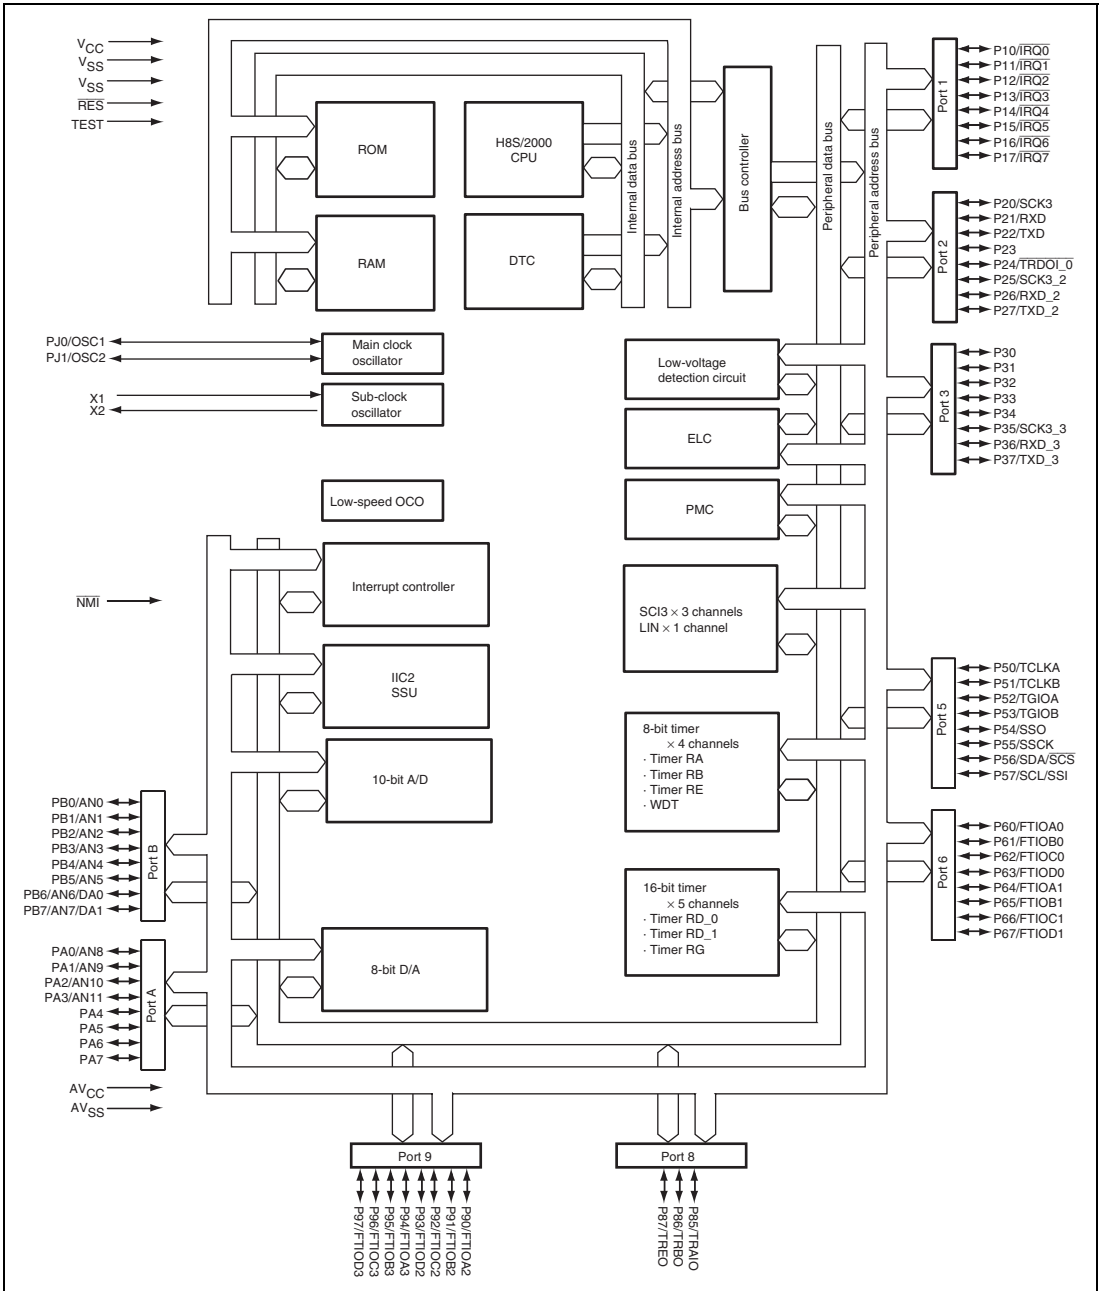 VCC
VSS
VSS
RES
TEST
ROM
H8S/2000
CPU
RAM
DTC
Internal data bus
Internal address bus
Bus controller
Peripheral data bus
Peripheral address bus
Port 1
P10/IRQ0
P11/IRQ1
P12/IRQ2
P13/IRQ3
P14/IRQ4
P15/IRQ5
P16/IRQ6
P17/IRQ7
Port 2
P20/SCK3
P21/RXD
P22/TXD
P23
P24/TRDOI_0
P25/SCK3_2
P26/RXD_2
P27/TXD_2
PJ0/OSC1
PJ1/OSC2
Main clock
oscillator
X1
X2
Sub-clock
oscillator
Low-voltage
detection circuit
ELC
PMC
Port 3
P30
P31
P32
P33
P34
P35/SCK3_3
P36/RXD_3
P37/TXD_3
Low-speed OCO
NMI
Interrupt controller
SCI3 × 3 channels
LIN × 1 channel
IIC2
SSU
10-bit A/D
8-bit timer
× 4 channels
· Timer RA
· Timer RB
· Timer RE
· WDT
Port 5
P50/TCLKA
P51/TCLKB
P52/TGIOA
P53/TGIOB
P54/SSO
P55/SSCK
P56/SDA/SCS
P57/SCL/SSI
PB0/AN0
PB1/AN1
PB2/AN2
PB3/AN3
PB4/AN4
PB5/AN5
PB6/AN6/DA0
PB7/AN7/DA1
Port B
16-bit timer
× 5 channels
· Timer RD_0
· Timer RD_1
· Timer RG
Port 6
P60/FTIOA0
P61/FTIOB0
P62/FTIOC0
P63/FTIOD0
P64/FTIOA1
P65/FTIOB1
P66/FTIOC1
P67/FTIOD1
PA0/AN8
PA1/AN9
PA2/AN10
PA3/AN11
PA4
PA5
PA6
PA7
Port A
8-bit D/A
AVCC
AVSS
Port 9
P97/FTIOD3
P96/FTIOC3
P95/FTIOB3
P94/FTIOA3
P93/FTIOD2
P92/FTIOC2
P91/FTIOB2
P90/FTIOA2
Port 8
P87/TREO
P86/TRBO
P85/TRAIO